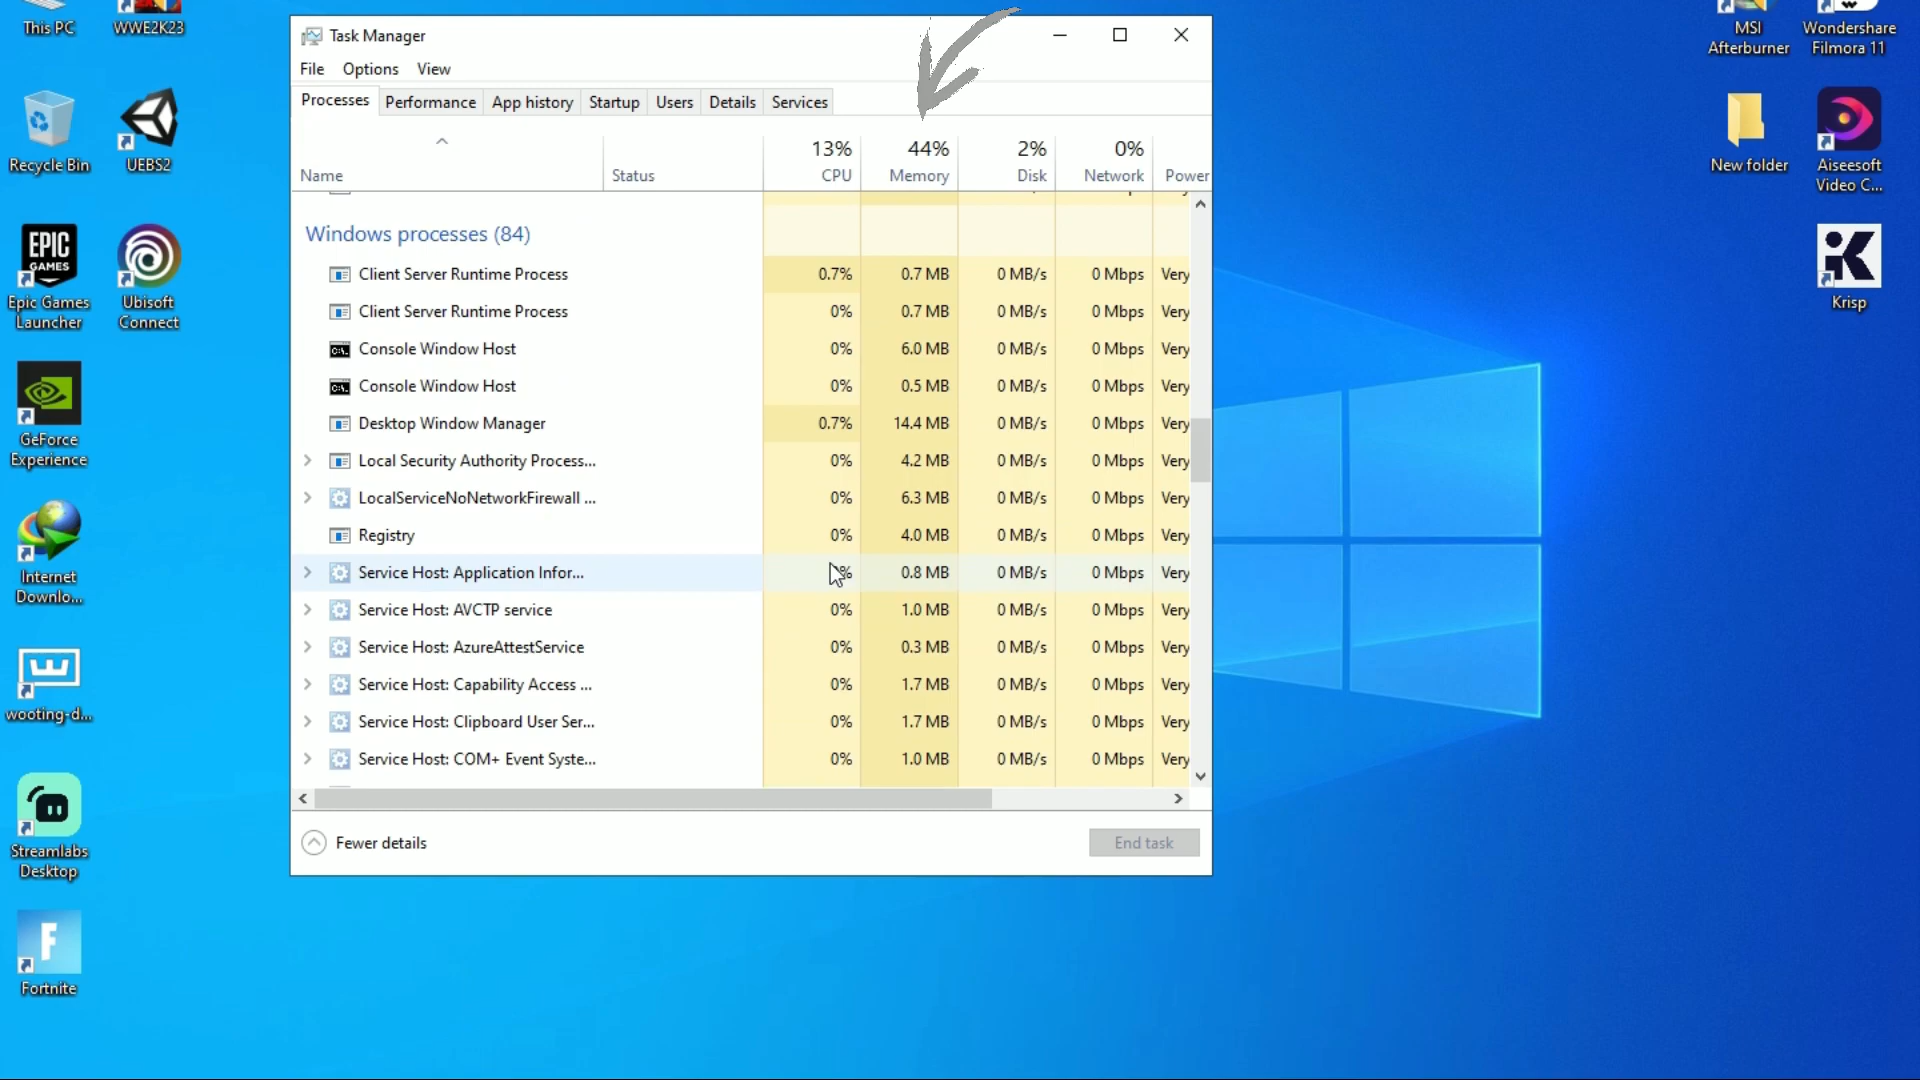 This PC
WWE2K23
Recycle Bin
UEBS2
EPIC
GAMES
Epic Games
Launcher
Ubisoft
Connect
GeForce
Experience
Internet
Downlo...
wooting-d...
Streamlabs
Desktop
F
Fortnite
Task Manager
File Options View
Processes Performance App history Startup Users Details Services
13% 44% 2% 0%
Name Status CPU Memory Disk Network Power
Windows processes (84)
Client Server Runtime Process 0.7% 0.7 MB 0 MB/s 0 Mbps Very
Client Server Runtime Process 0% 0.7 MB 0 MB/s 0 Mbps Very
C:\. Console Window Host 0% 6.0 MB 0 MB/s 0 Mbps Very
C:\. Console Window Host 0% 0.5 MB 0 MB/s 0 Mbps Very
Desktop Window Manager 0.7% 14.4 MB 0 MB/s 0 Mbps Very
Local Security Authority Process... 0% 4.2 MB 0 MB/s 0 Mbps Very
LocalServiceNoNetworkFirewall ... 0% 6.3 MB 0 MB/s 0 Mbps Very
Registry 0% 4.0 MB 0 MB/s 0 Mbps Very
Service Host: Application Infor... % 0.8 MB 0 MB/s 0 Mbps Very
Service Host: AVCTP service 0% 1.0 MB 0 MB/s 0 Mbps Very
Service Host: AzureAttestService 0% 0.3 MB 0 MB/s 0 Mbps Very
Service Host: Capability Access ... 0% 1.7 MB 0 MB/s 0 Mbps Very
Service Host: Clipboard User Ser... 0% 1.7 MB 0 MB/s 0 Mbps Very
Service Host: COM+ Event Syste... 0% 1.0 MB 0 MB/s 0 Mbps Very
Fewer details
End task
MSI
Afterburner
Wondershare
Filmora 11
New folder
Aiseesoft
Video C...
Krisp